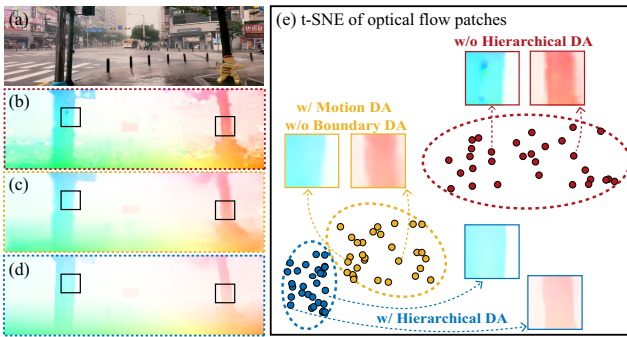 (a)
(b)
(c)
(d)
(e) t-SNE of optical flow patches
w/o Hierarchical DA
w/ Motion DA
w/o Boundary DA
w/ Hierarchical DA